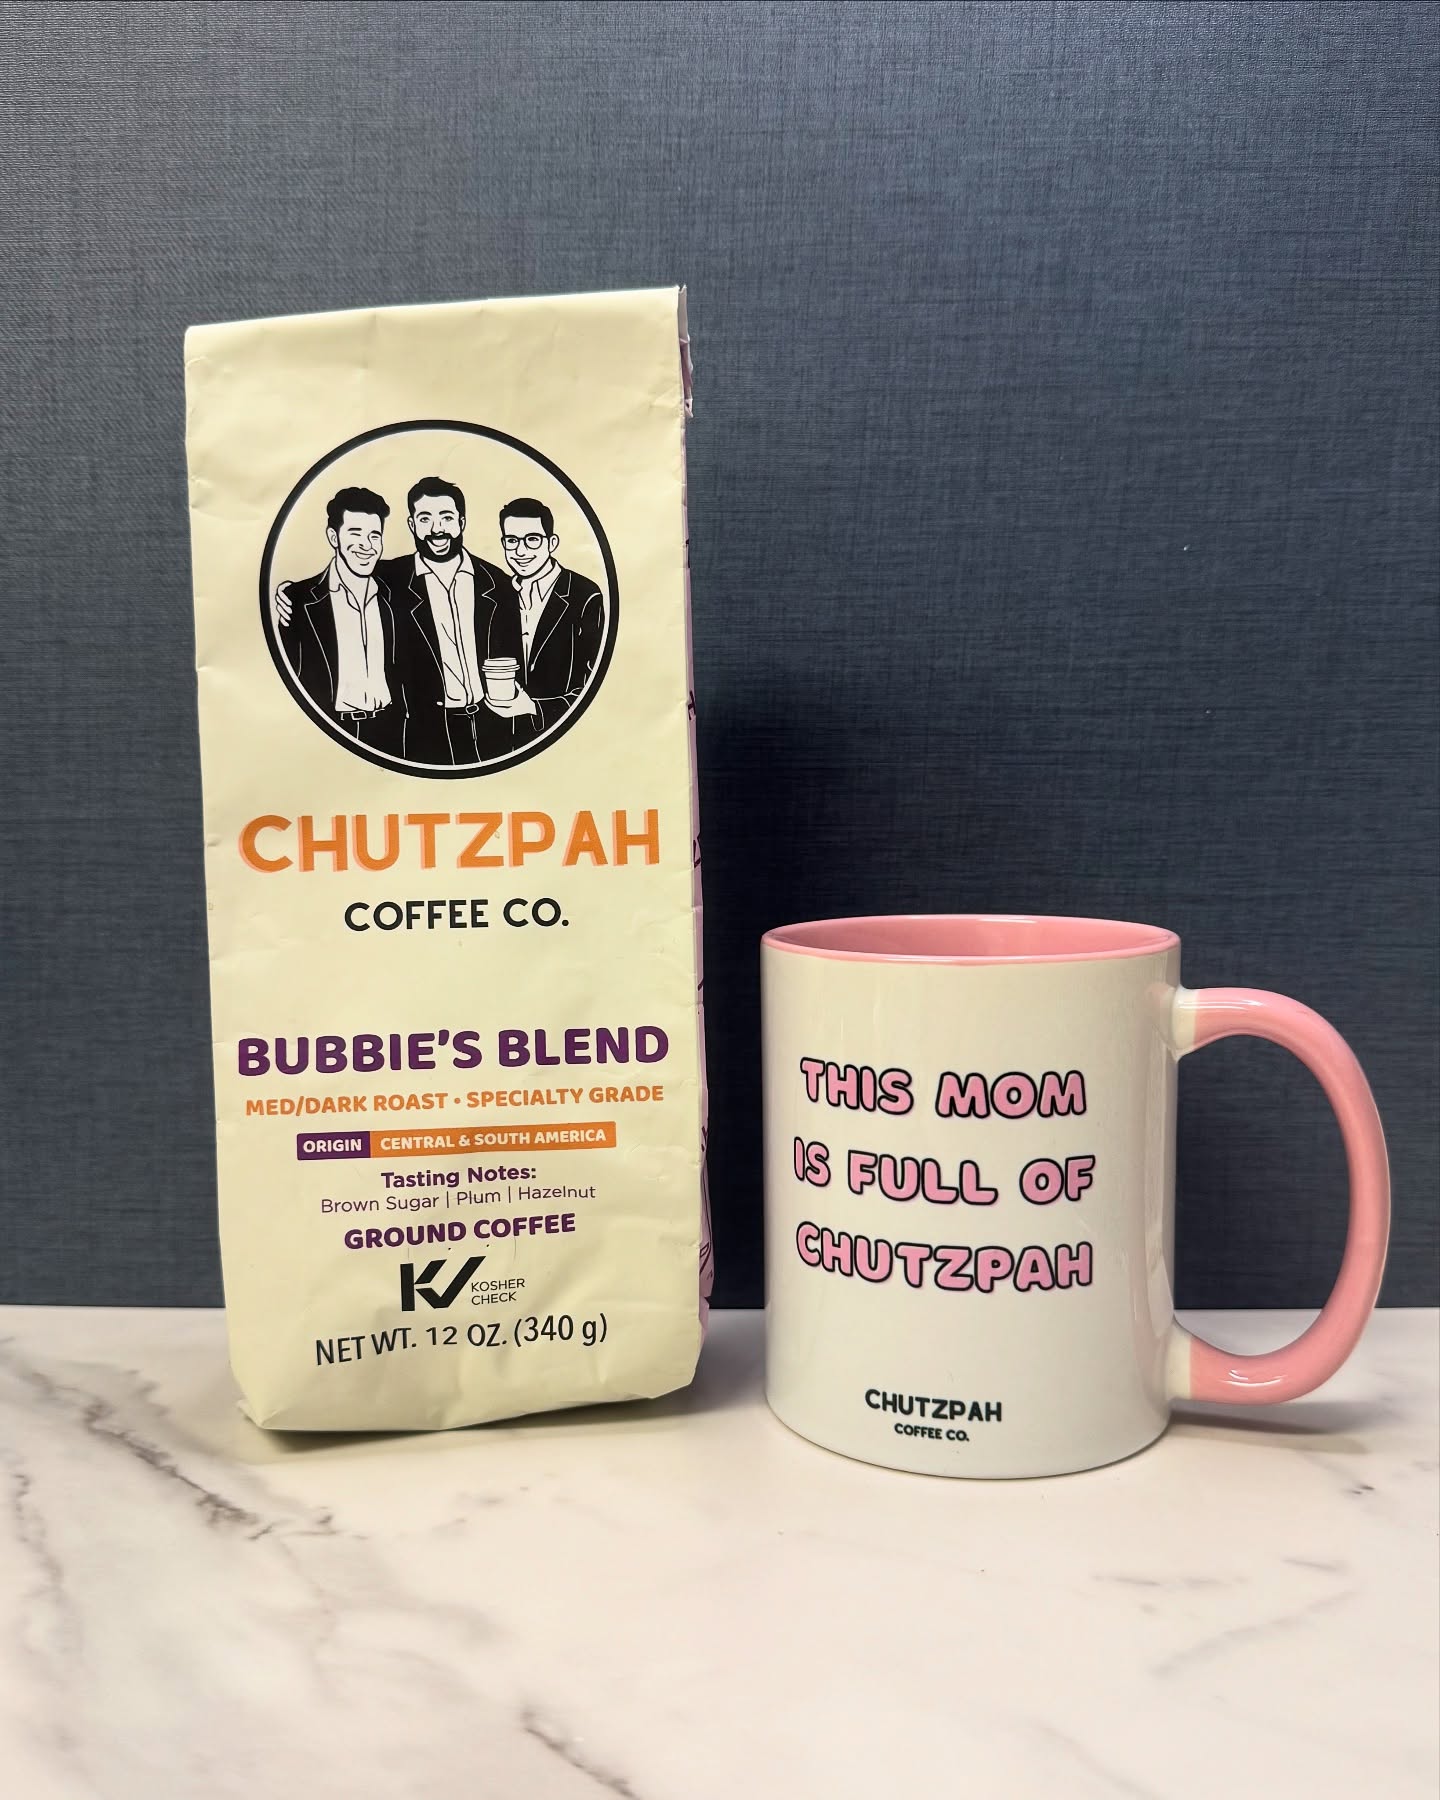 CHUTZPAH
COFFEE CO.
BUBBIE'S BLEND
MED/DARK ROAST • SPECIALTY GRADE
ORIGIN CENTRAL & SOUTH AMERICA
Tasting Notes:
Brown Sugar | Plum | Hazelnut
GROUND COFFEE
KOSHER
CHECK
NET WT. 12 OZ. (340 g)
THIS MOM
IS FULL OF
CHUTZPAH
CHUTZPAH
COFFEE CO.